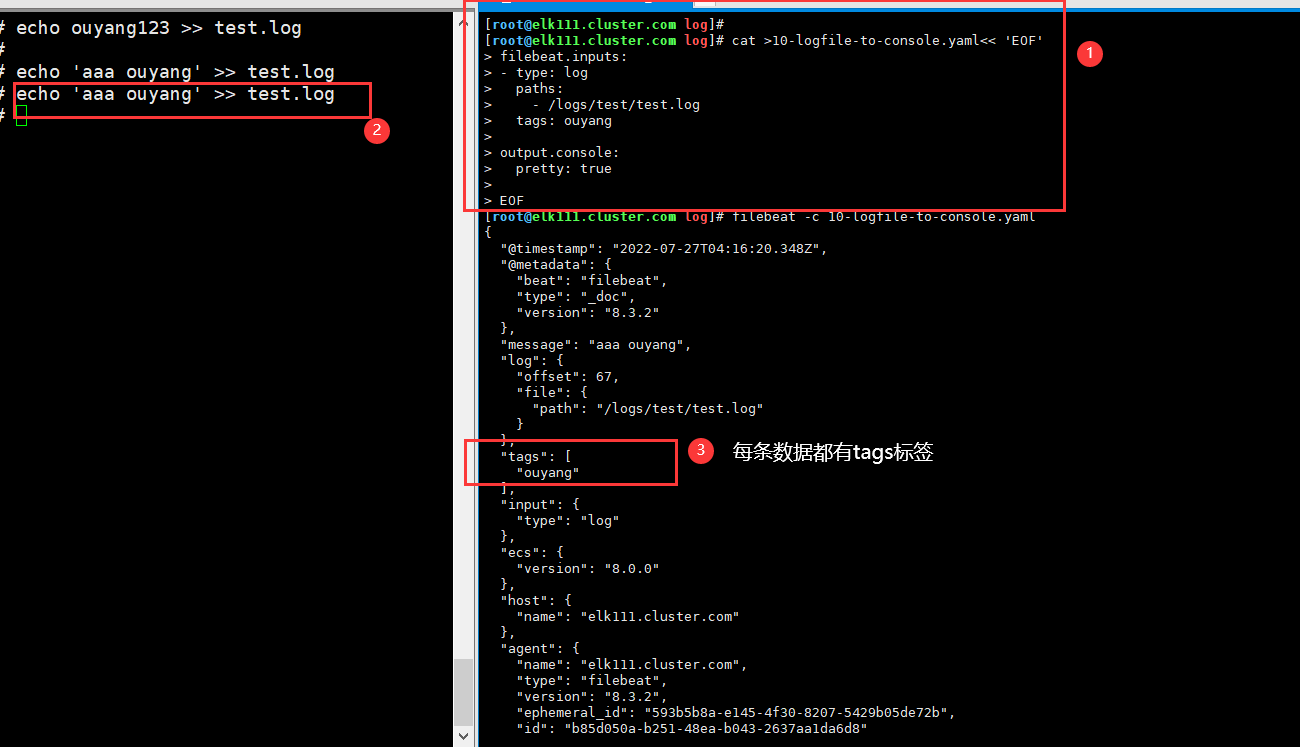 # echo ouyang123 >> test.log
#
# echo 'aaa ouyang' >> test.log
# echo 'aaa ouyang' >> test.log
#
2
[root@elk111.cluster.com log]#
[root@elk111.cluster.com log]# cat >10-logfile-to-console.yaml<< 'EOF'
1
> filebeat.inputs:
> - type: log
>   paths:
>     - /logs/test/test.log
>   tags: ouyang
>
> output.console:
>   pretty: true
>
> EOF
[root@elk111.cluster.com log]# filebeat -c 10-logfile-to-console.yaml
{
  "@timestamp": "2022-07-27T04:16:20.348Z",
  "@metadata": {
    "beat": "filebeat",
    "type": "_doc",
    "version": "8.3.2"
  },
  "message": "aaa ouyang",
  "log": {
    "offset": 67,
    "file": {
      "path": "/logs/test/test.log"
    }
  },
  "tags": [
3 每条数据都有tags标签
    "ouyang"
  ],
  "input": {
    "type": "log"
  },
  "ecs": {
    "version": "8.0.0"
  },
  "host": {
    "name": "elk111.cluster.com"
  },
  "agent": {
    "name": "elk111.cluster.com",
    "type": "filebeat",
    "version": "8.3.2",
    "ephemeral_id": "593b5b8a-e145-4f30-8207-5429b05de72b",
    "id": "b85d050a-b251-48ea-b043-2637aa1da6d8"